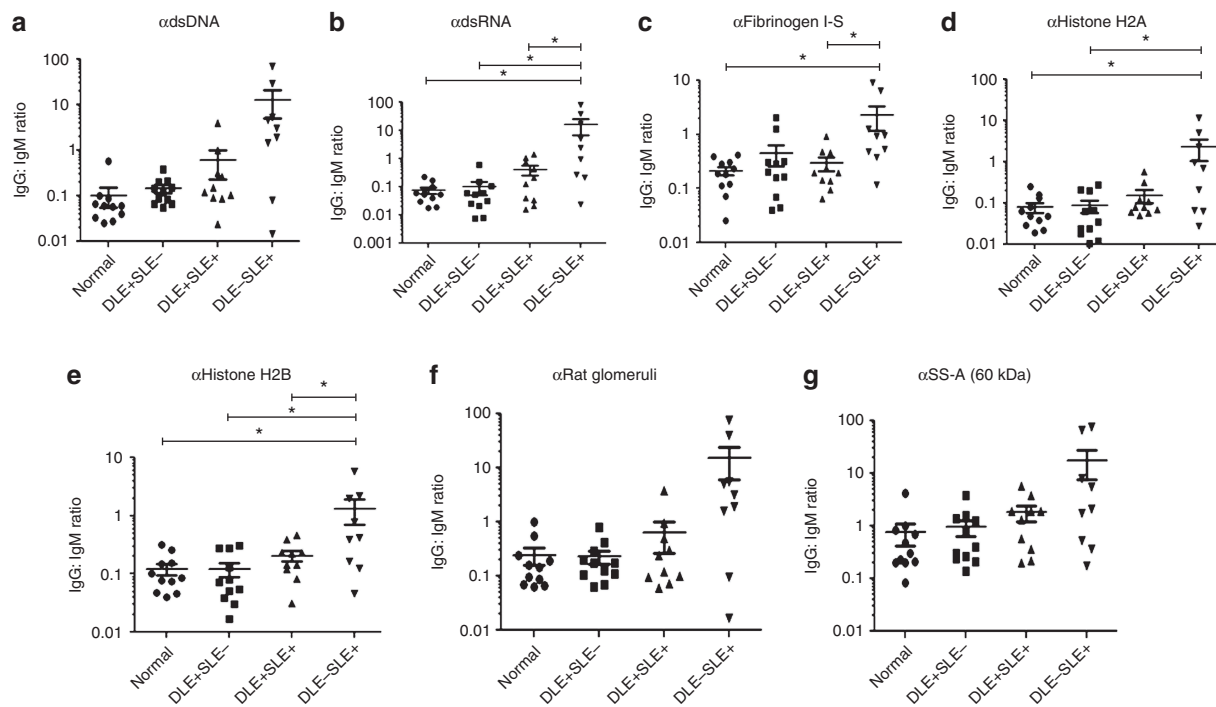 a
αdsDNA
IgG: IgM ratio
100
10
1
0.1
0.01
Normal
DLE+SLE−
DLE+SLE+
DLE−SLE+
b
αdsRNA
*
*
*
IgG: IgM ratio
100
10
1
0.1
0.01
0.001
Normal
DLE+SLE−
DLE+SLE+
DLE−SLE+
c
αFibrinogen I-S
*
*
IgG: IgM ratio
10
1
0.1
0.01
Normal
DLE+SLE−
DLE+SLE+
DLE−SLE+
d
αHistone H2A
*
*
IgG: IgM ratio
100
10
1
0.1
0.01
Normal
DLE+SLE−
DLE+SLE+
DLE−SLE+
e
αHistone H2B
*
*
*
IgG: IgM ratio
10
1
0.1
0.01
Normal
DLE+SLE−
DLE+SLE+
DLE−SLE+
f
αRat glomeruli
IgG: IgM ratio
100
10
1
0.1
0.01
Normal
DLE+SLE−
DLE+SLE+
DLE−SLE+
g
αSS-A (60 kDa)
IgG: IgM ratio
100
10
1
0.1
0.01
Normal
DLE+SLE−
DLE+SLE+
DLE−SLE+